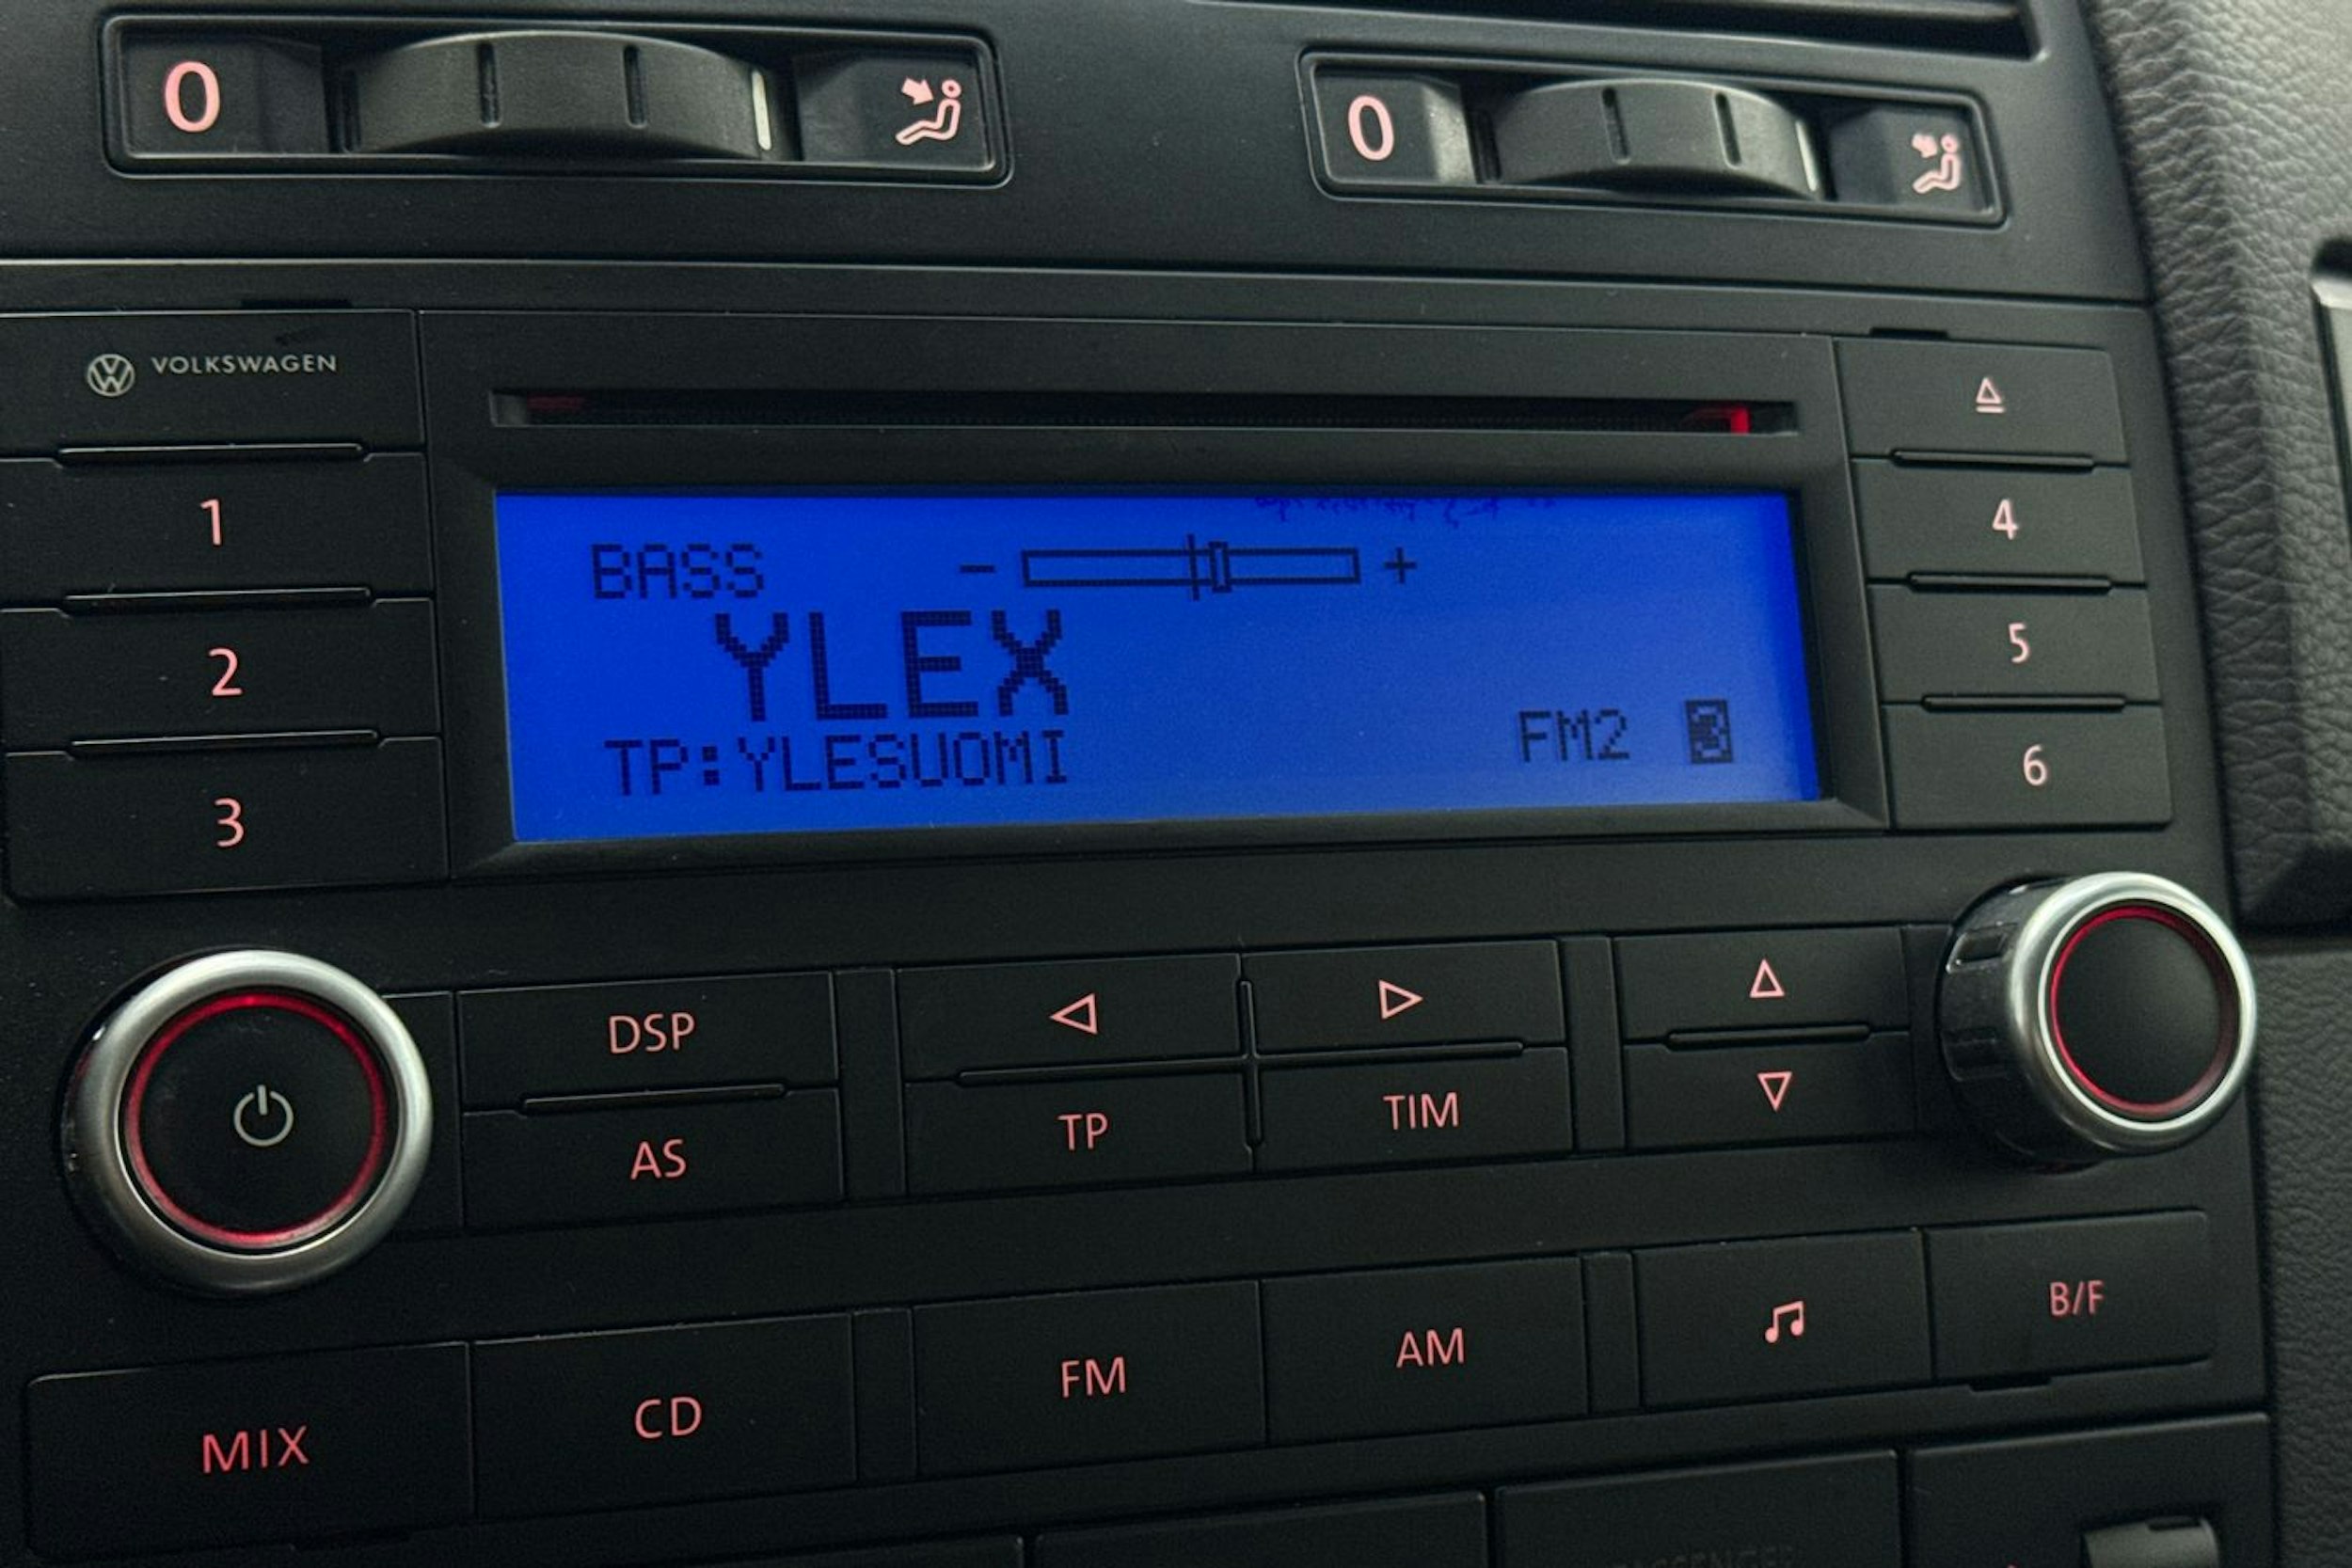 0
0
VOLKSWAGEN
1
2
3
4
5
6
BASS - +
YLEX
TP:YLESUOMI
FM2 3
DSP
AS
TP
TIM
MIX
CD
FM
AM
B/F